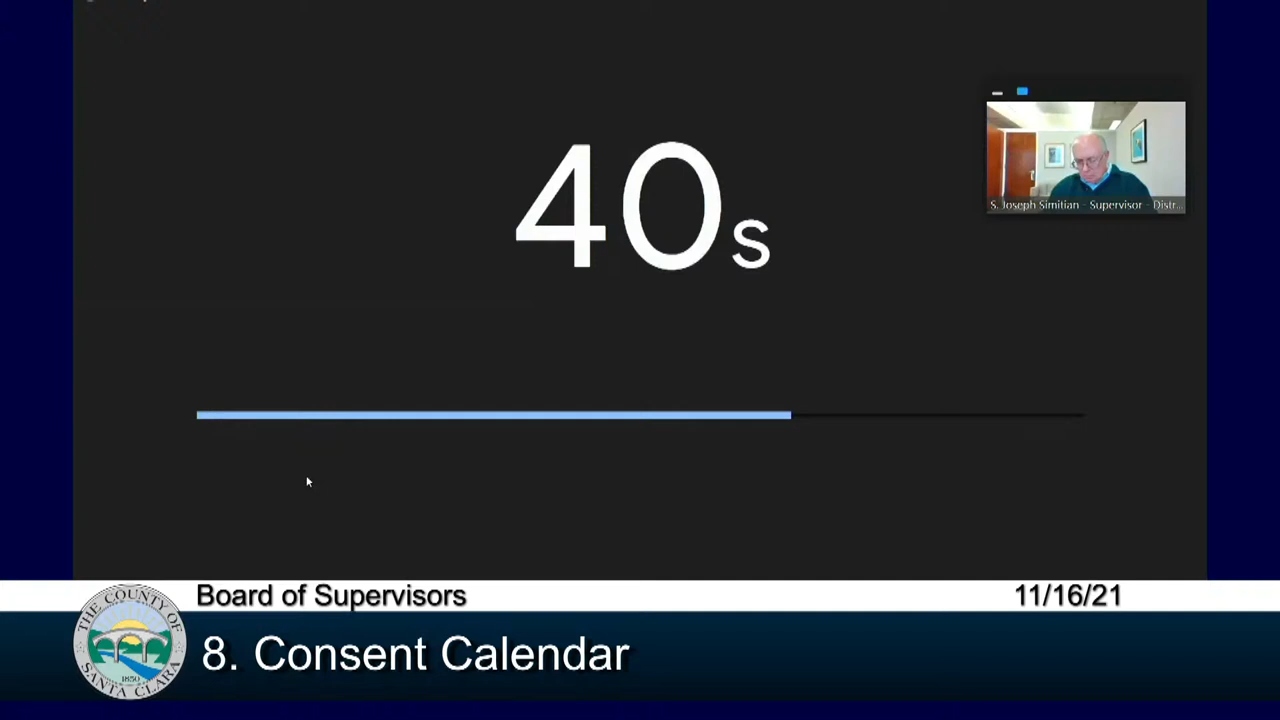 40s
S. Joseph Simitian - Supervisor - Distr...
Board of Supervisors
11/16/21
THE COUNTY OF
SANTA CLARA
1850
8. Consent Calendar